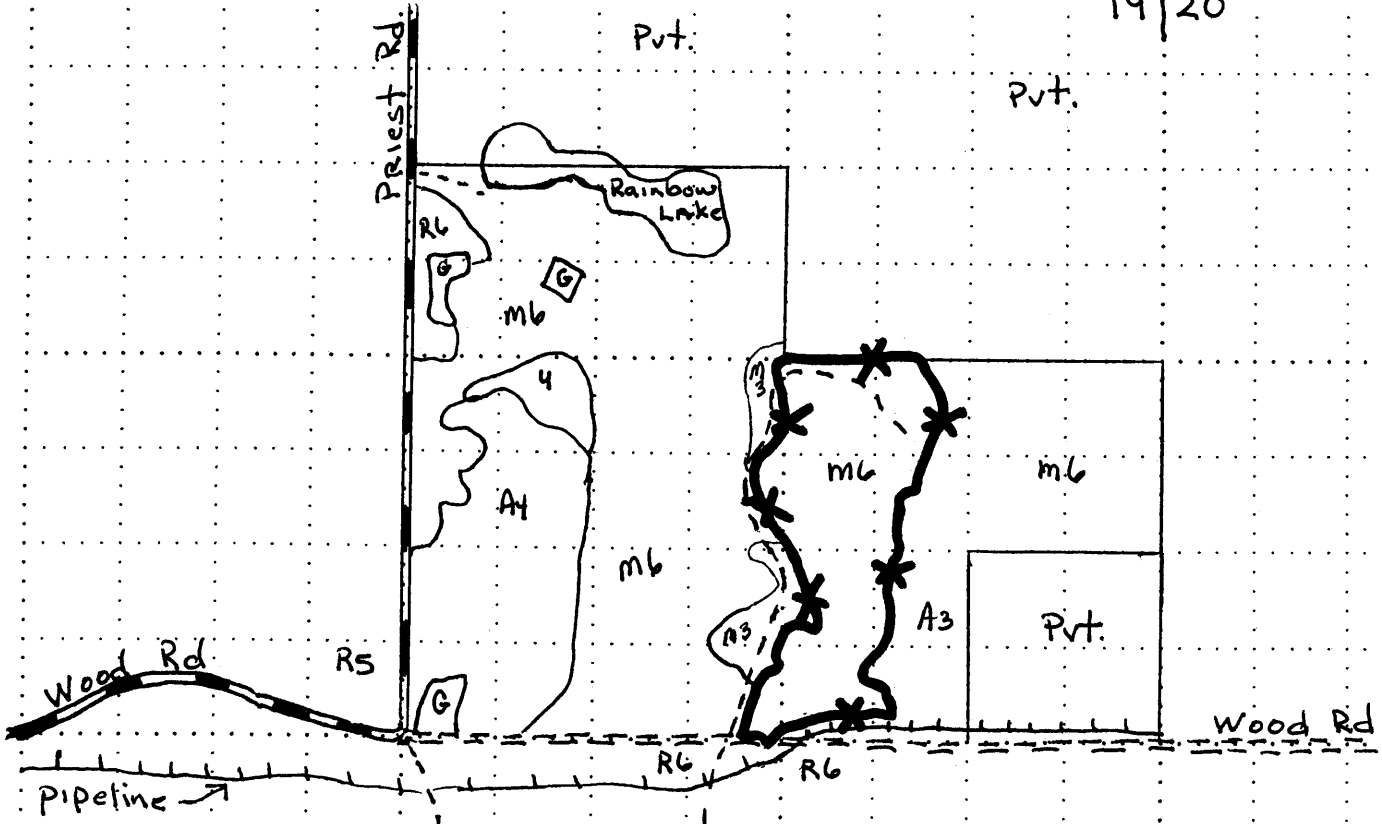 19|20
Pvt.
Priest Rd
Pvt.
Rainbow
Lake
R6
G
G
M6
4
M
3
M6
M6
A4
M6
A3
A3
Pvt.
R5
Wood Rd
G
Wood Rd
R6
R6
Pipeline